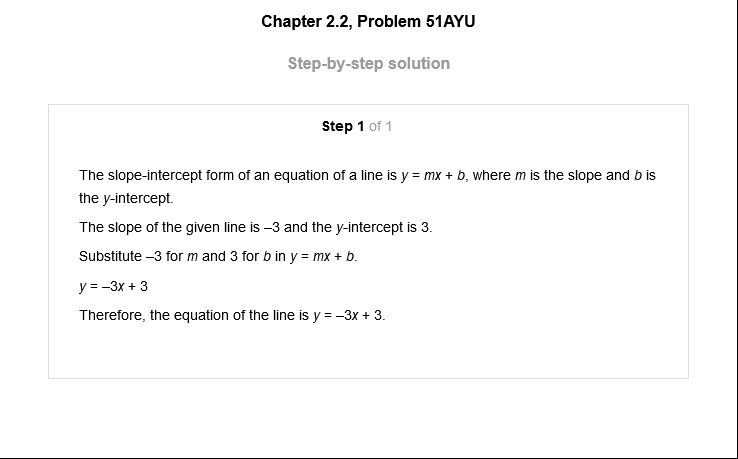 Chapter 2.2, Problem 51AYU
Step-by-step solution
Step 1 of 1
The slope-intercept form of an equation of a line is y = mx + b, where m is the slope and b is
the y-intercept.
The slope of the given line is –3 and the y-intercept is 3.
Substitute –3 for m and 3 for b in y = mx + b.
y = –3x + 3
Therefore, the equation of the line is y = –3x + 3.